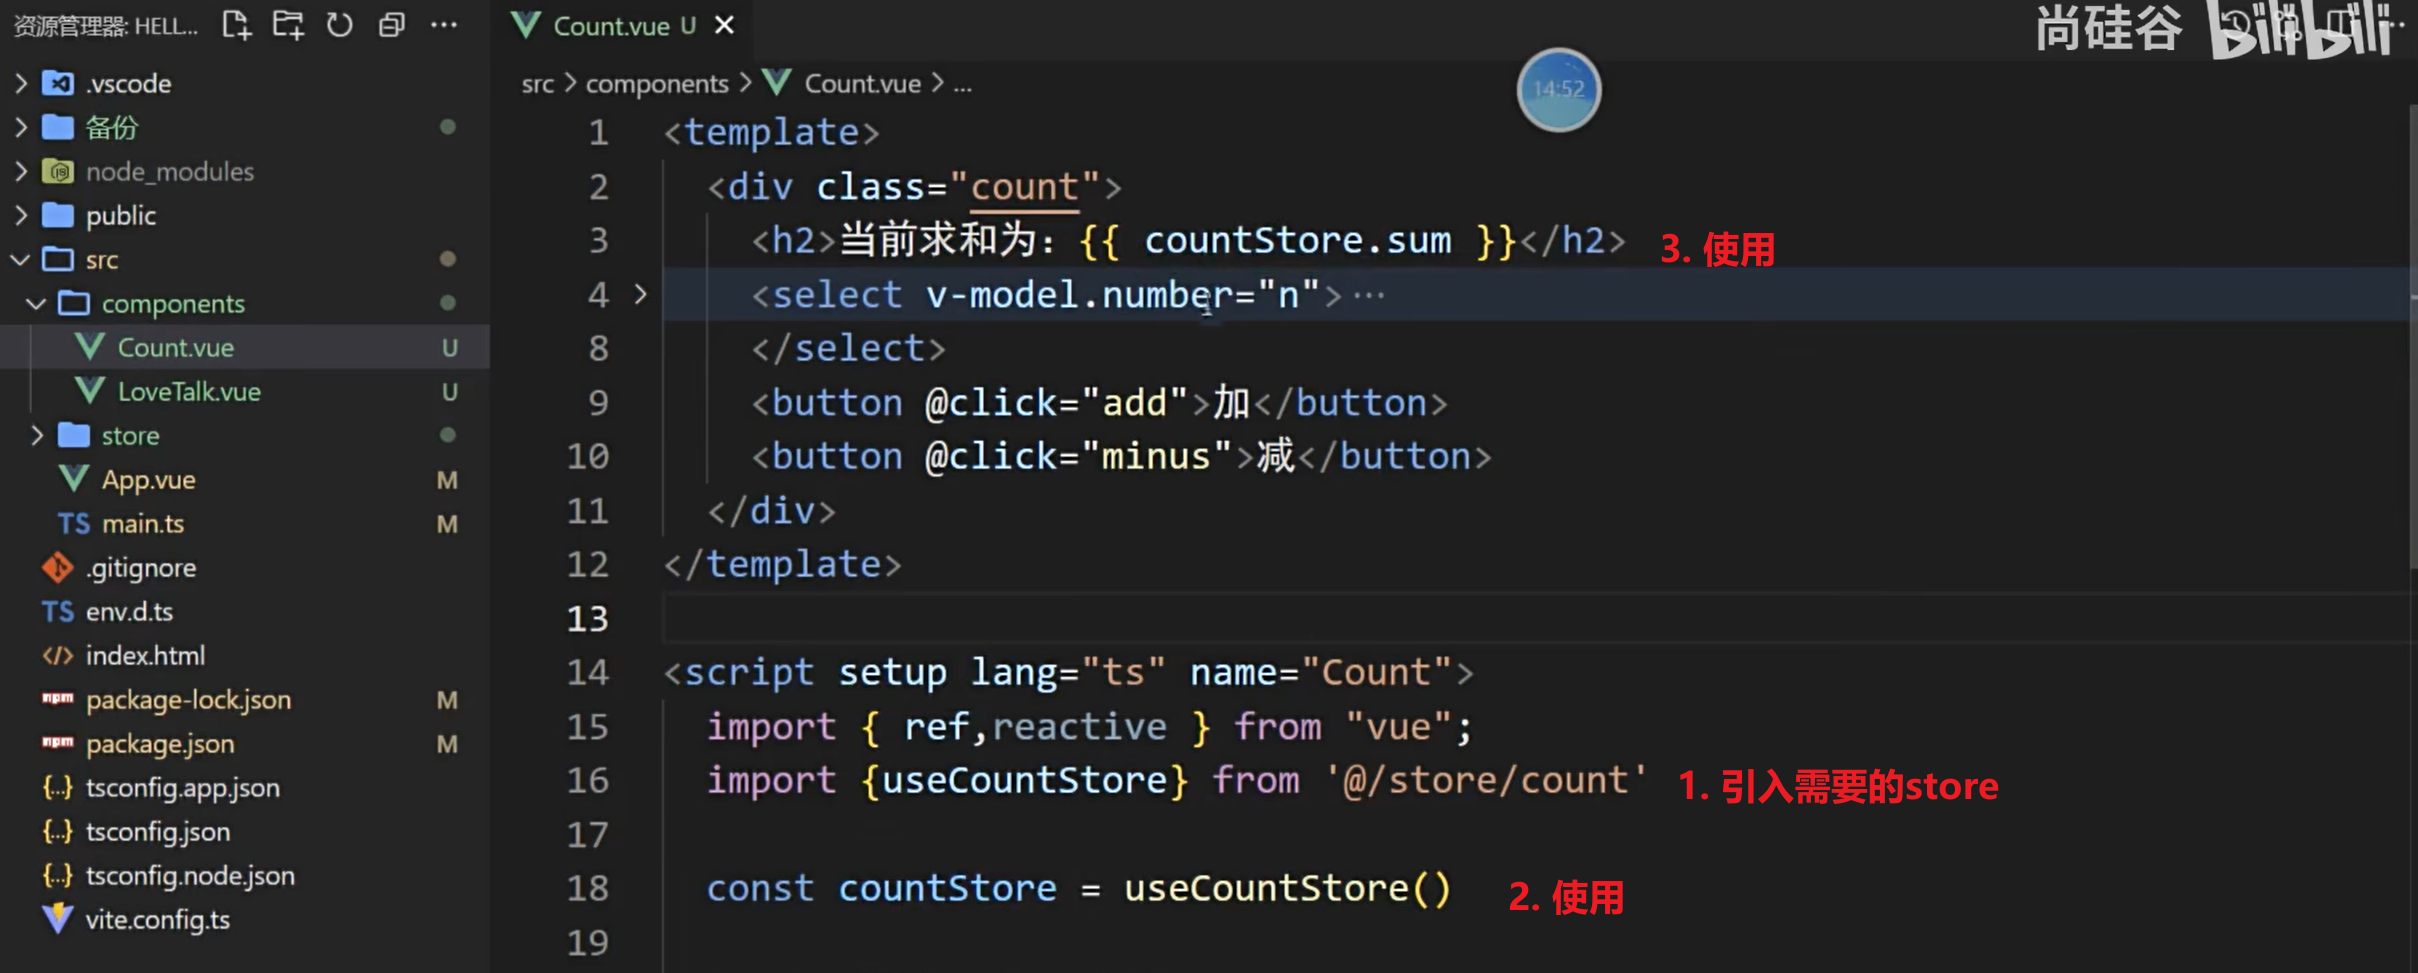 资源管理器: HELL...
.vscode
备份
node_modules
public
src
components
Count.vue U
LoveTalk.vue U
store
App.vue M
TS main.ts M
.gitignore
TS env.d.ts
index.html
npm package-lock.json M
npm package.json M
{..} tsconfig.app.json
{..} tsconfig.json
{..} tsconfig.node.json
vite.config.ts
Count.vue U
尚硅谷 bilibili
src > components > Count.vue > ...
14:52
1 <template>
2 <div class="count">
3 <h2>当前求和为：{{ countStore.sum }}</h2> 3. 使用
4 <select v-model.number="n"> ...
8 </select>
9 <button @click="add">加</button>
10 <button @click="minus">减</button>
11 </div>
12 </template>
13
14 <script setup lang="ts" name="Count">
15 import { ref,reactive } from "vue";
16 import {useCountStore} from '@/store/count' 1. 引入需要的store
17
18 const countStore = useCountStore() 2. 使用
19